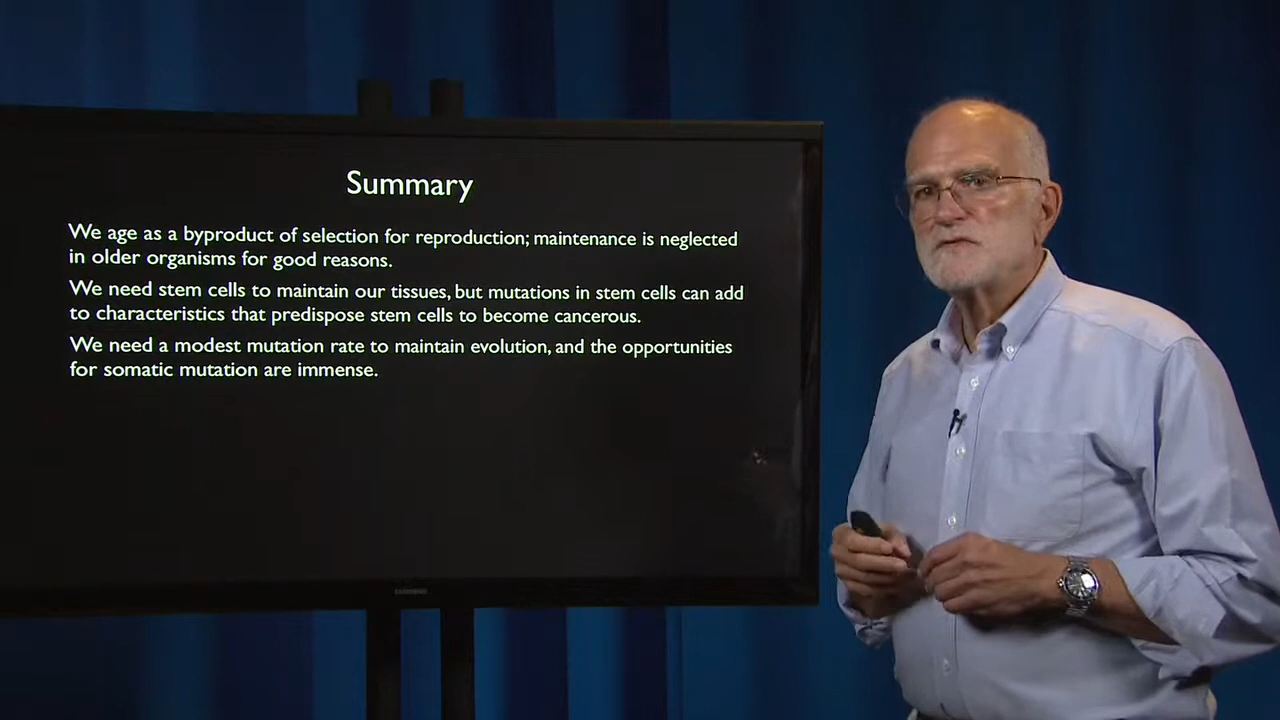 Summary
We age as a byproduct of selection for reproduction; maintenance is neglected
in older organisms for good reasons.
We need stem cells to maintain our tissues, but mutations in stem cells can add
to characteristics that predispose stem cells to become cancerous.
We need a modest mutation rate to maintain evolution, and the opportunities
for somatic mutation are immense.